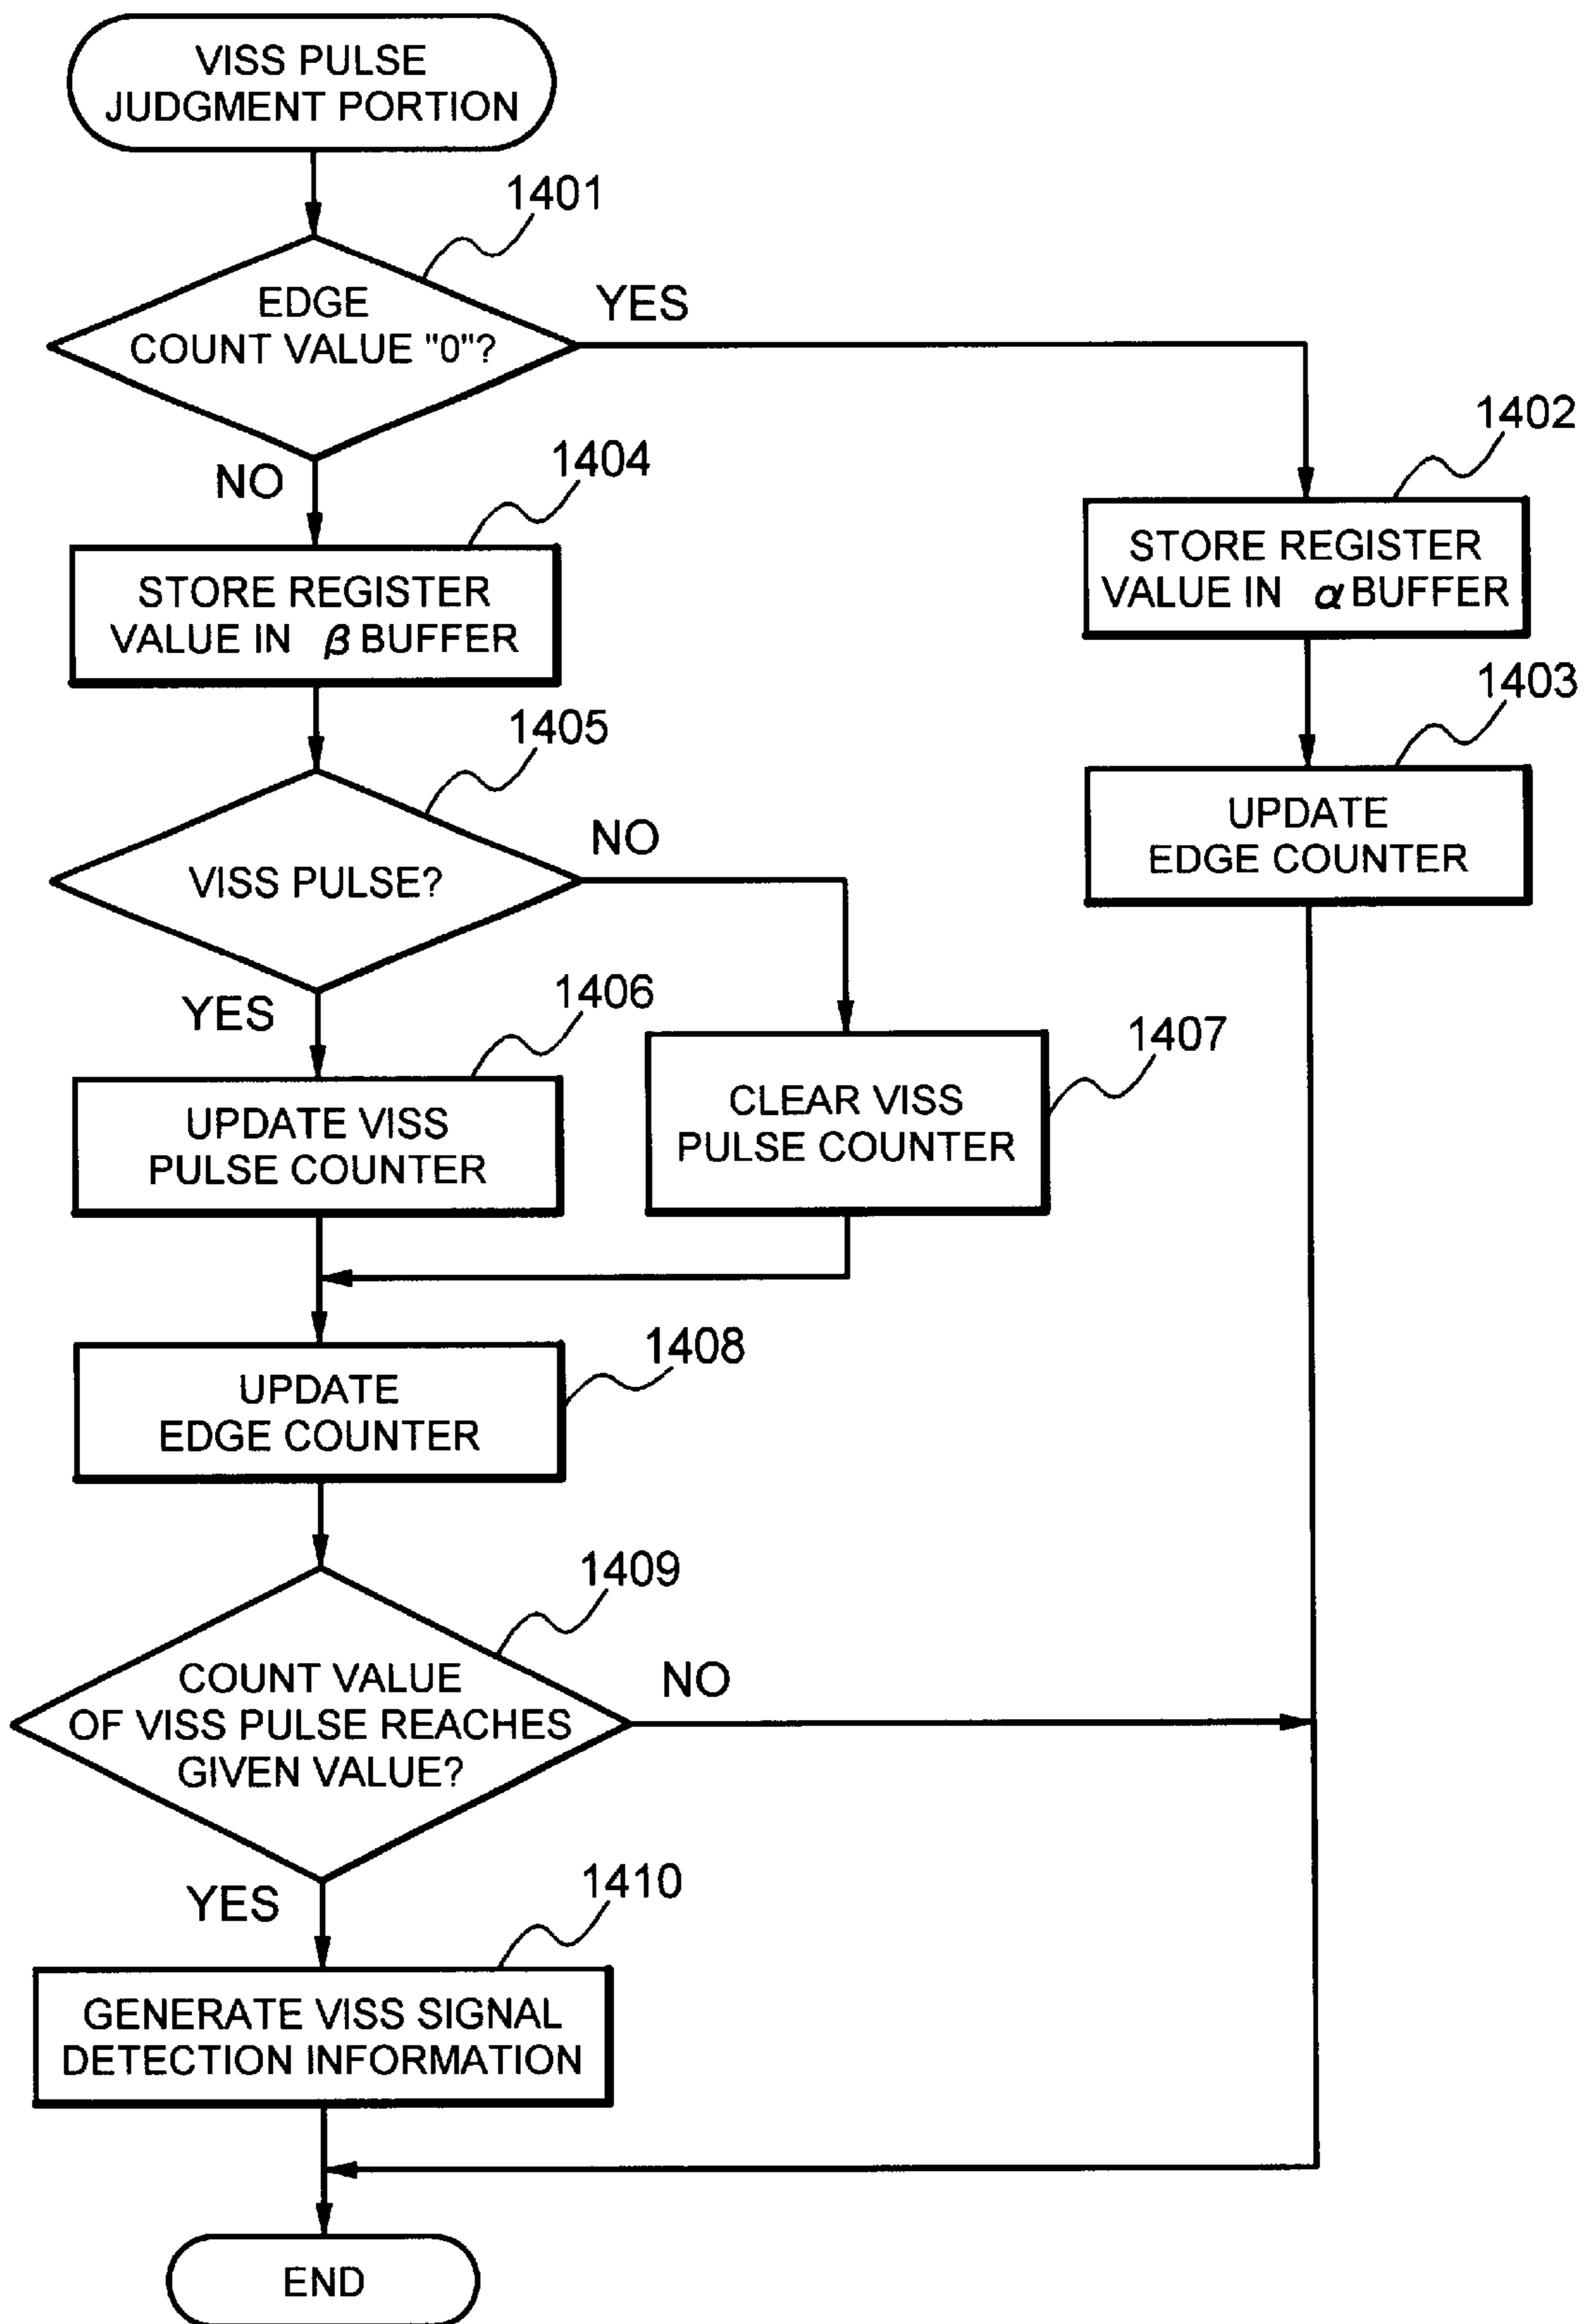 VISS PULSE
JUDGMENT PORTION
1401
EDGE
COUNT VALUE "0"?
YES
NO
1402
STORE REGISTER
VALUE IN α BUFFER
1404
STORE REGISTER
VALUE IN β BUFFER
1403
UPDATE
EDGE COUNTER
1405
VISS PULSE?
NO
YES
1406
UPDATE VISS
PULSE COUNTER
1407
CLEAR VISS
PULSE COUNTER
1408
UPDATE
EDGE COUNTER
1409
COUNT VALUE
OF VISS PULSE REACHES
GIVEN VALUE?
NO
YES
1410
GENERATE VISS SIGNAL
DETECTION INFORMATION
END